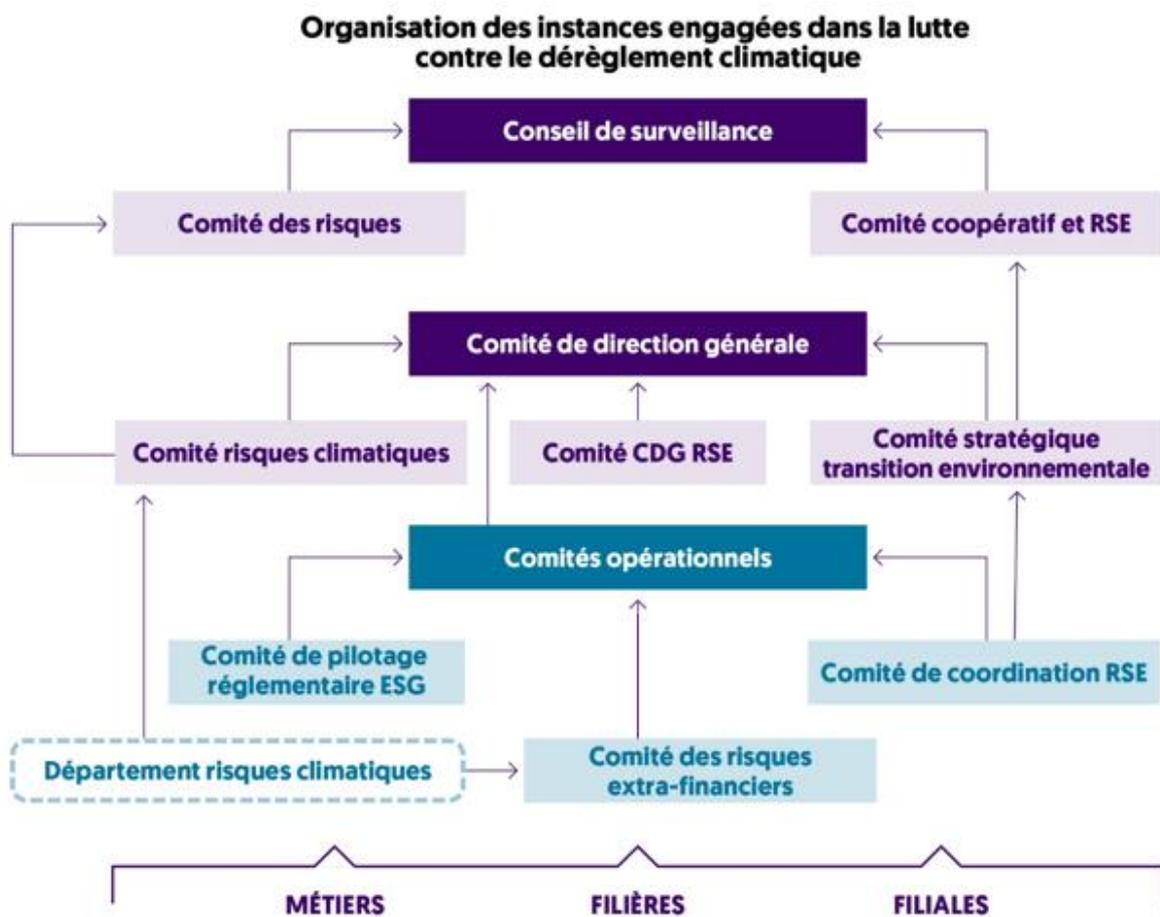 Organisation des instances engagées dans la lutte
contre le dérèglement climatique
Conseil de surveillance
Comité des risques
Comité coopératif et RSE
Comité de direction générale
Comité risques climatiques
Comité CDG RSE
Comité stratégique
transition environnementale
Comités opérationnels
Comité de pilotage
réglementaire ESG
Comité de coordination RSE
Département risques climatiques
Comité des risques
extra-financiers
MÉTIERS
FILIÈRES
FILIALES